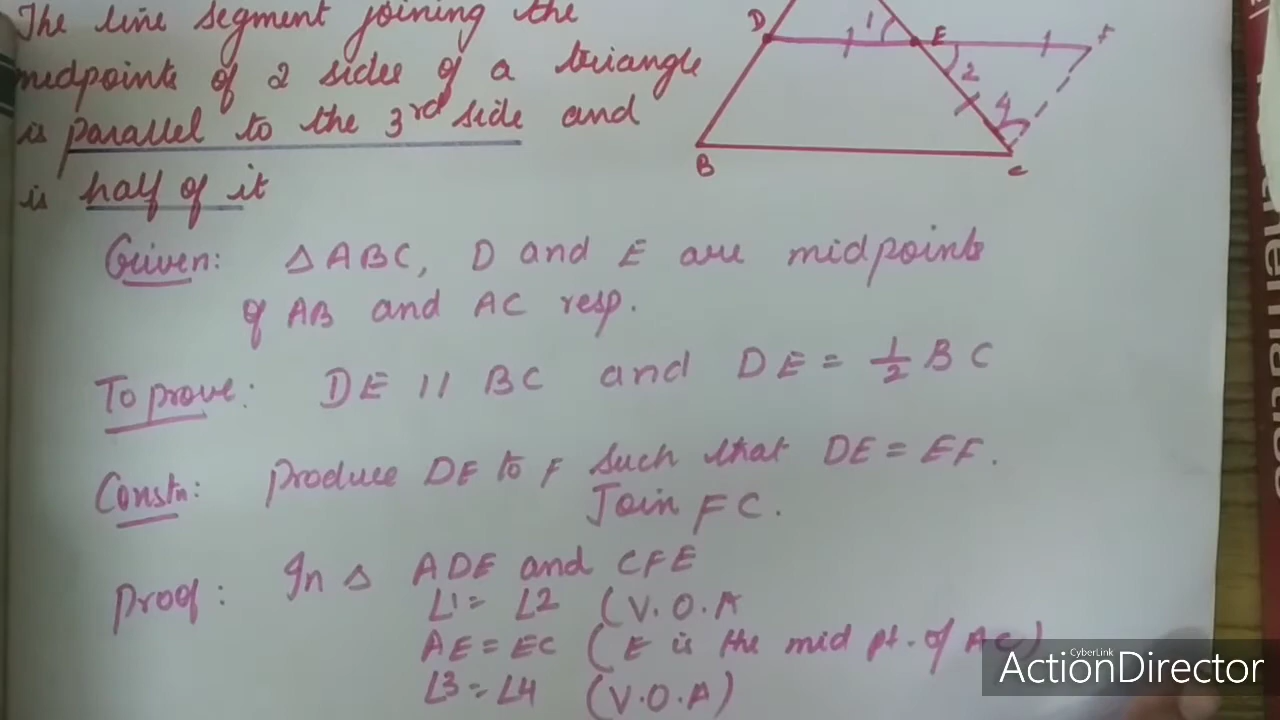 The line segment joining the
midpoints of 2 sides of a triangle
is parallel to the 3rd side and
is half of it
D 1 E F
2
4
B C
Given: △ ABC, D and E are midpoints
of AB and AC resp.
To prove: DE || BC and DE = 1/2 BC
Constn: Produce DE to F such that DE = EF.
Join FC.
Proof: In △ ADE and CFE
∠1 = ∠2 (V.O.A
AE = EC (E is the mid pt. of AC)
∠3 = ∠4 (V.O.A)
CyberLink
ActionDirector